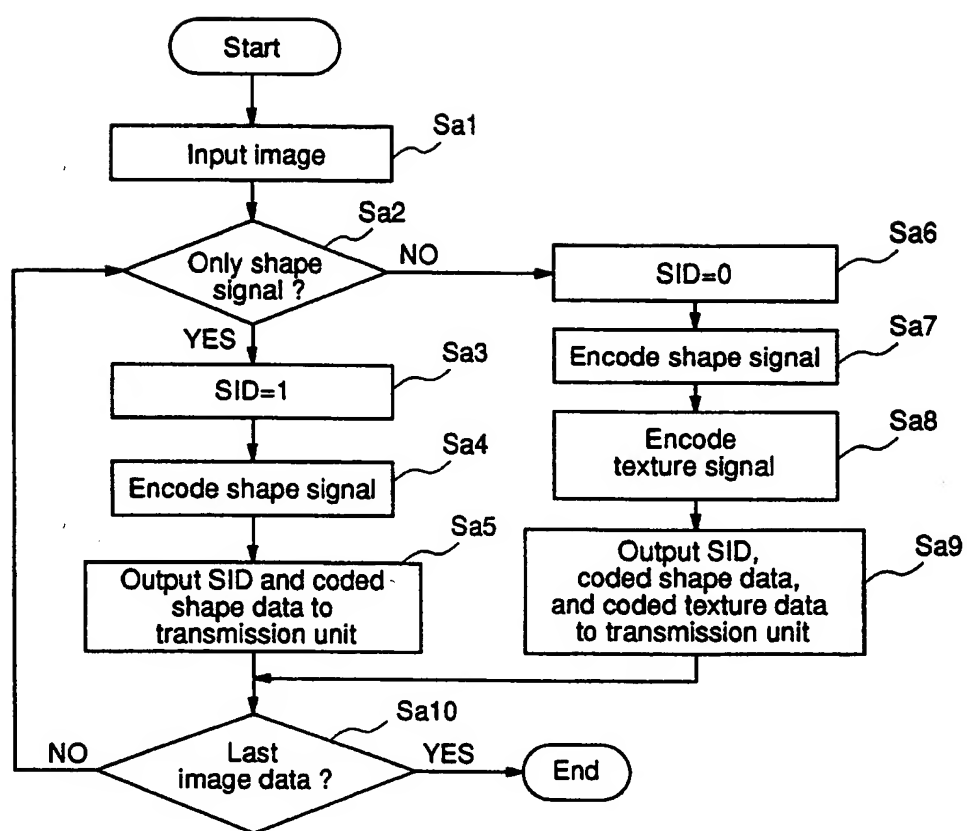 Start
Sa1
Input image
Sa2
Only shape
signal ?
NO
YES
Sa3
SID=1
Sa4
Encode shape signal
Sa5
Output SID and coded
shape data to
transmission unit
Sa6
SID=0
Sa7
Encode shape signal
Sa8
Encode
texture signal
Sa9
Output SID,
coded shape data,
and coded texture data
to transmission unit
Sa10
Last
image data ?
NO
YES
End